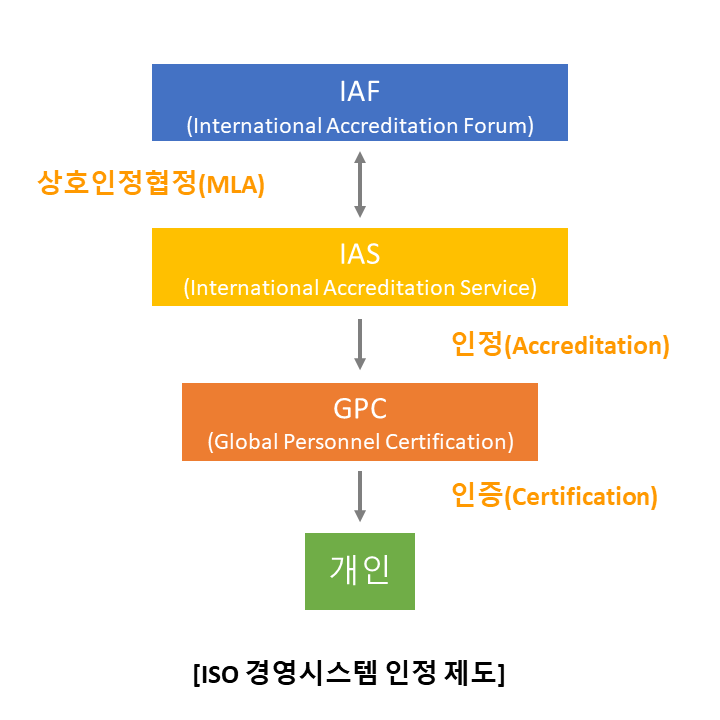 IAF
(International Accreditation Forum)
상호인정협정(MLA)
IAS
(International Accreditation Service)
인정(Accreditation)
GPC
(Global Personnel Certification)
인증(Certification)
개인
[ISO 경영시스템 인정 제도]